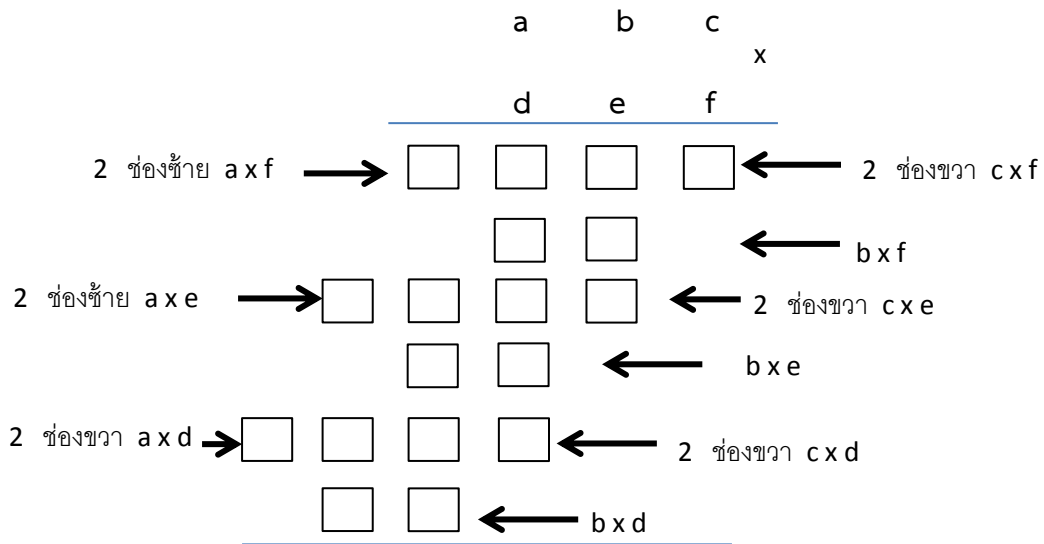 a b c
x
d e f
2 ช่องซ้าย a x f
2 ช่องขวา c x f
b x f
2 ช่องซ้าย a x e
2 ช่องขวา c x e
b x e
2 ช่องขวา a x d
2 ช่องขวา c x d
b x d